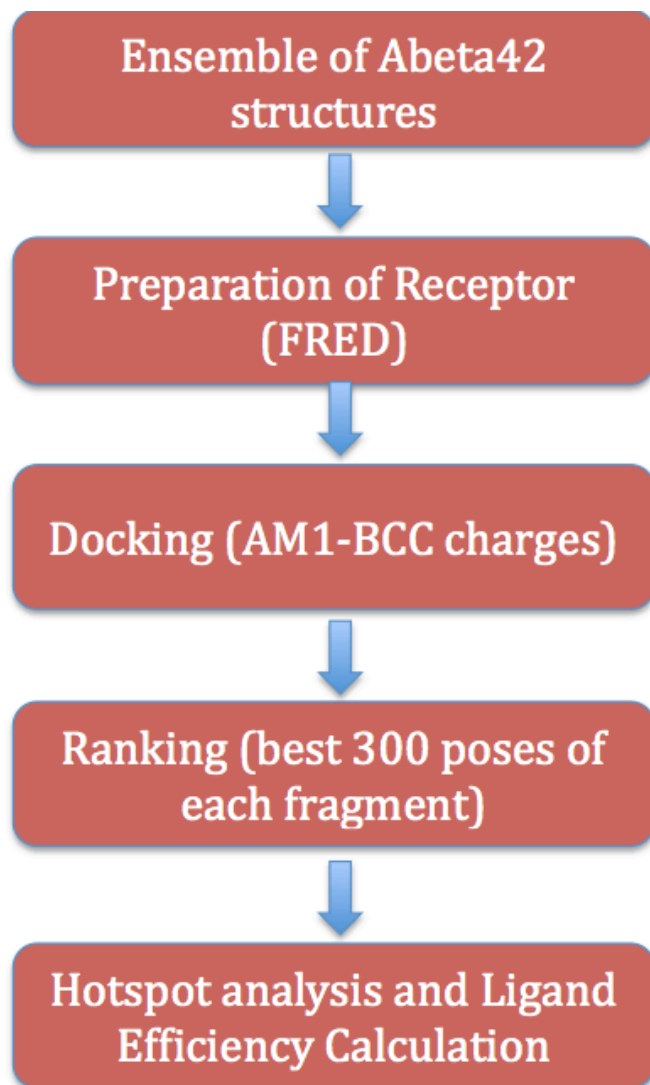 Ensemble of Abeta42
structures
Preparation of Receptor
(FRED)
Docking (AM1-BCC charges)
Ranking (best 300 poses of
each fragment)
Hotspot analysis and Ligand
Efficiency Calculation